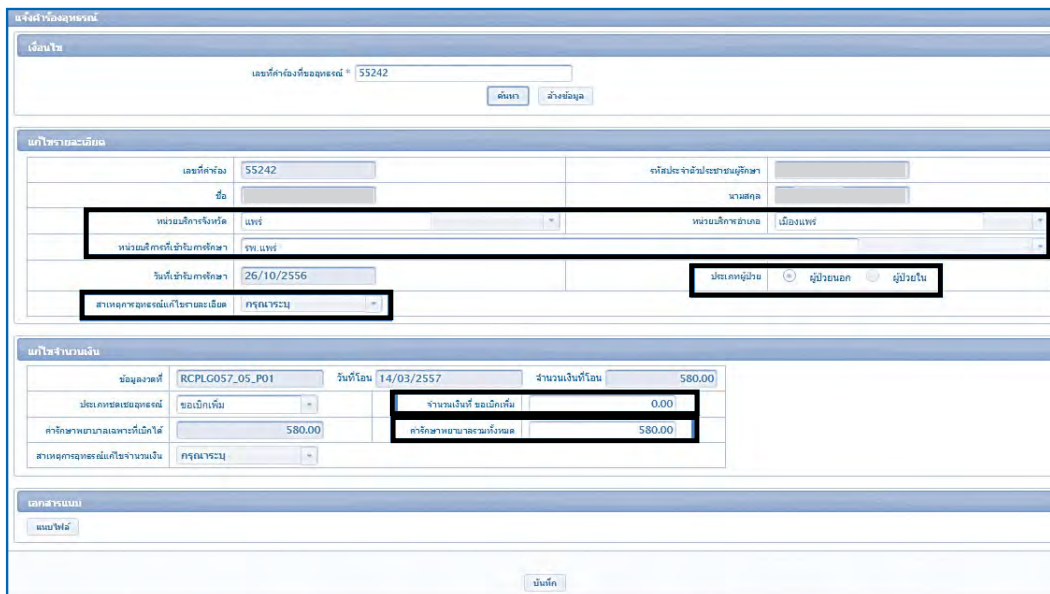 แจ้งคำร้องอุทธรณ์
เงื่อนไข
เลขที่คำร้องที่ขออุทธรณ์ * 55242
ค้นหา ล้างข้อมูล
แก้ไขรายละเอียด
เลขที่คำร้อง 55242 รหัสประจำตัวประชาชนผู้รักษา
ชื่อ นามสกุล
หน่วยบริการจังหวัด แพร่ หน่วยบริการอำเภอ เมืองแพร่
หน่วยบริการที่เข้ารับการรักษา รพ.แพร่
วันที่เข้ารับการรักษา 26/10/2556 ประเภทผู้ป่วย ผู้ป่วยนอก ผู้ป่วยใน
สาเหตุการอุทธรณ์แก้ไขรายละเอียด กรุณาระบุ
แก้ไขจำนวนเงิน
ข้อมูลงวดที่ RCPLG057_05_P01 วันที่โอน 14/03/2557 จำนวนเงินที่โอน 580.00
ประเภทชดเชยอุทธรณ์ ขอเบิกเพิ่ม จำนวนเงินที่ ขอเบิกเพิ่ม 0.00
ค่ารักษาพยาบาลเฉพาะที่เบิกได้ 580.00 ค่ารักษาพยาบาลรวมทั้งหมด 580.00
สาเหตุการอุทธรณ์แก้ไขจำนวนเงิน กรุณาระบุ
เอกสารแนบ
แนบไฟล์
บันทึก